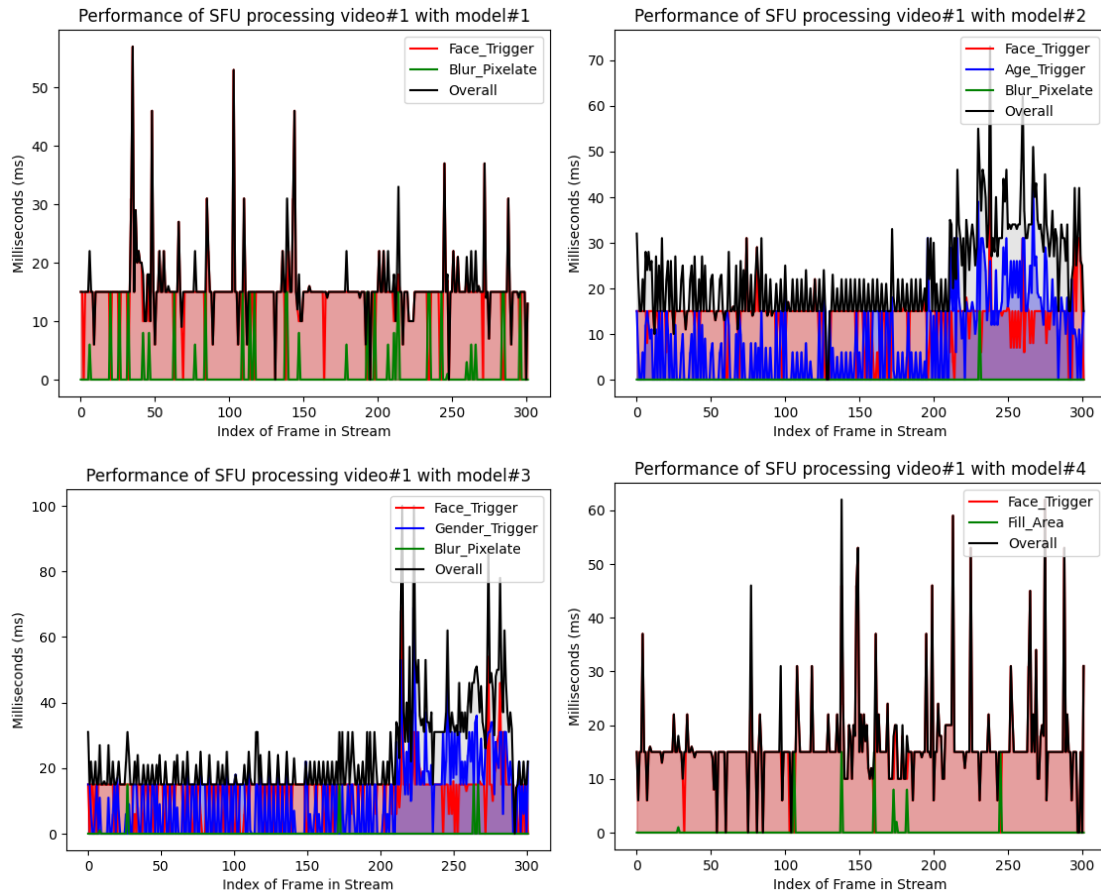 Performance of SFU processing video#1 with model#1
Face_Trigger
Blur_Pixelate
Overall
50
40
30
20
10
0
Milliseconds (ms)
0 50 100 150 200 250 300
Index of Frame in Stream
Performance of SFU processing video#1 with model#2
Face_Trigger
Age_Trigger
Blur_Pixelate
Overall
70
60
50
40
30
20
10
0
Milliseconds (ms)
0 50 100 150 200 250 300
Index of Frame in Stream
Performance of SFU processing video#1 with model#3
Face_Trigger
Gender_Trigger
Blur_Pixelate
Overall
100
80
60
40
20
0
Milliseconds (ms)
0 50 100 150 200 250 300
Index of Frame in Stream
Performance of SFU processing video#1 with model#4
Face_Trigger
Fill_Area
Overall
60
50
40
30
20
10
0
Milliseconds (ms)
0 50 100 150 200 250 300
Index of Frame in Stream